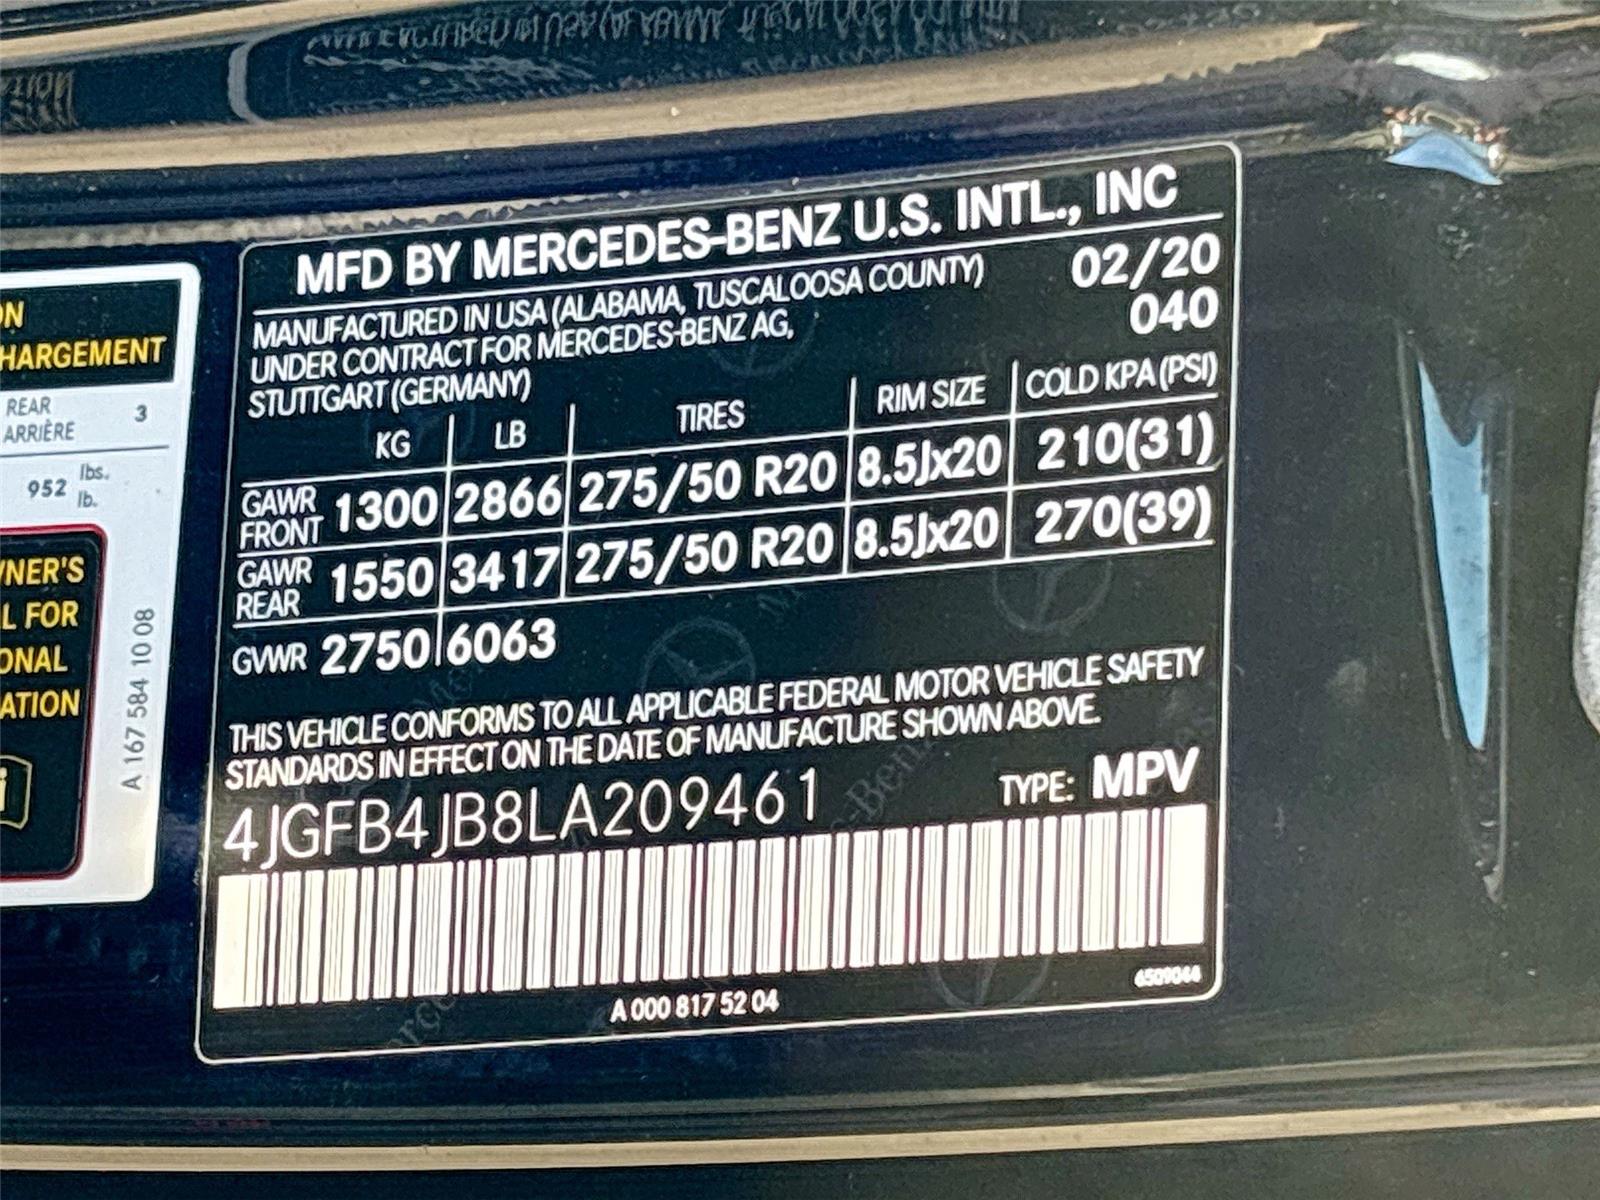 ON
HARGEMENT
REAR
ARRIÈRE
3
952 lbs.
lb.
NER'S
L FOR
ONAL
ATION
i
A 167 584 10 08
MFD BY MERCEDES-BENZ U.S. INTL., INC
MANUFACTURED IN USA (ALABAMA, TUSCALOOSA COUNTY) 02/20
UNDER CONTRACT FOR MERCEDES-BENZ AG, 040
STUTTGART (GERMANY)
KG LB TIRES RIM SIZE COLD KPA (PSI)
GAWR FRONT 1300 2866 275/50 R20 8.5Jx20 210(31)
GAWR REAR 1550 3417 275/50 R20 8.5Jx20 270(39)
GVWR 2750 6063
THIS VEHICLE CONFORMS TO ALL APPLICABLE FEDERAL MOTOR VEHICLE SAFETY
STANDARDS IN EFFECT ON THE DATE OF MANUFACTURE SHOWN ABOVE.
4JGFB4JB8LA209461 TYPE: MPV
A 000 817 52 04
6509044